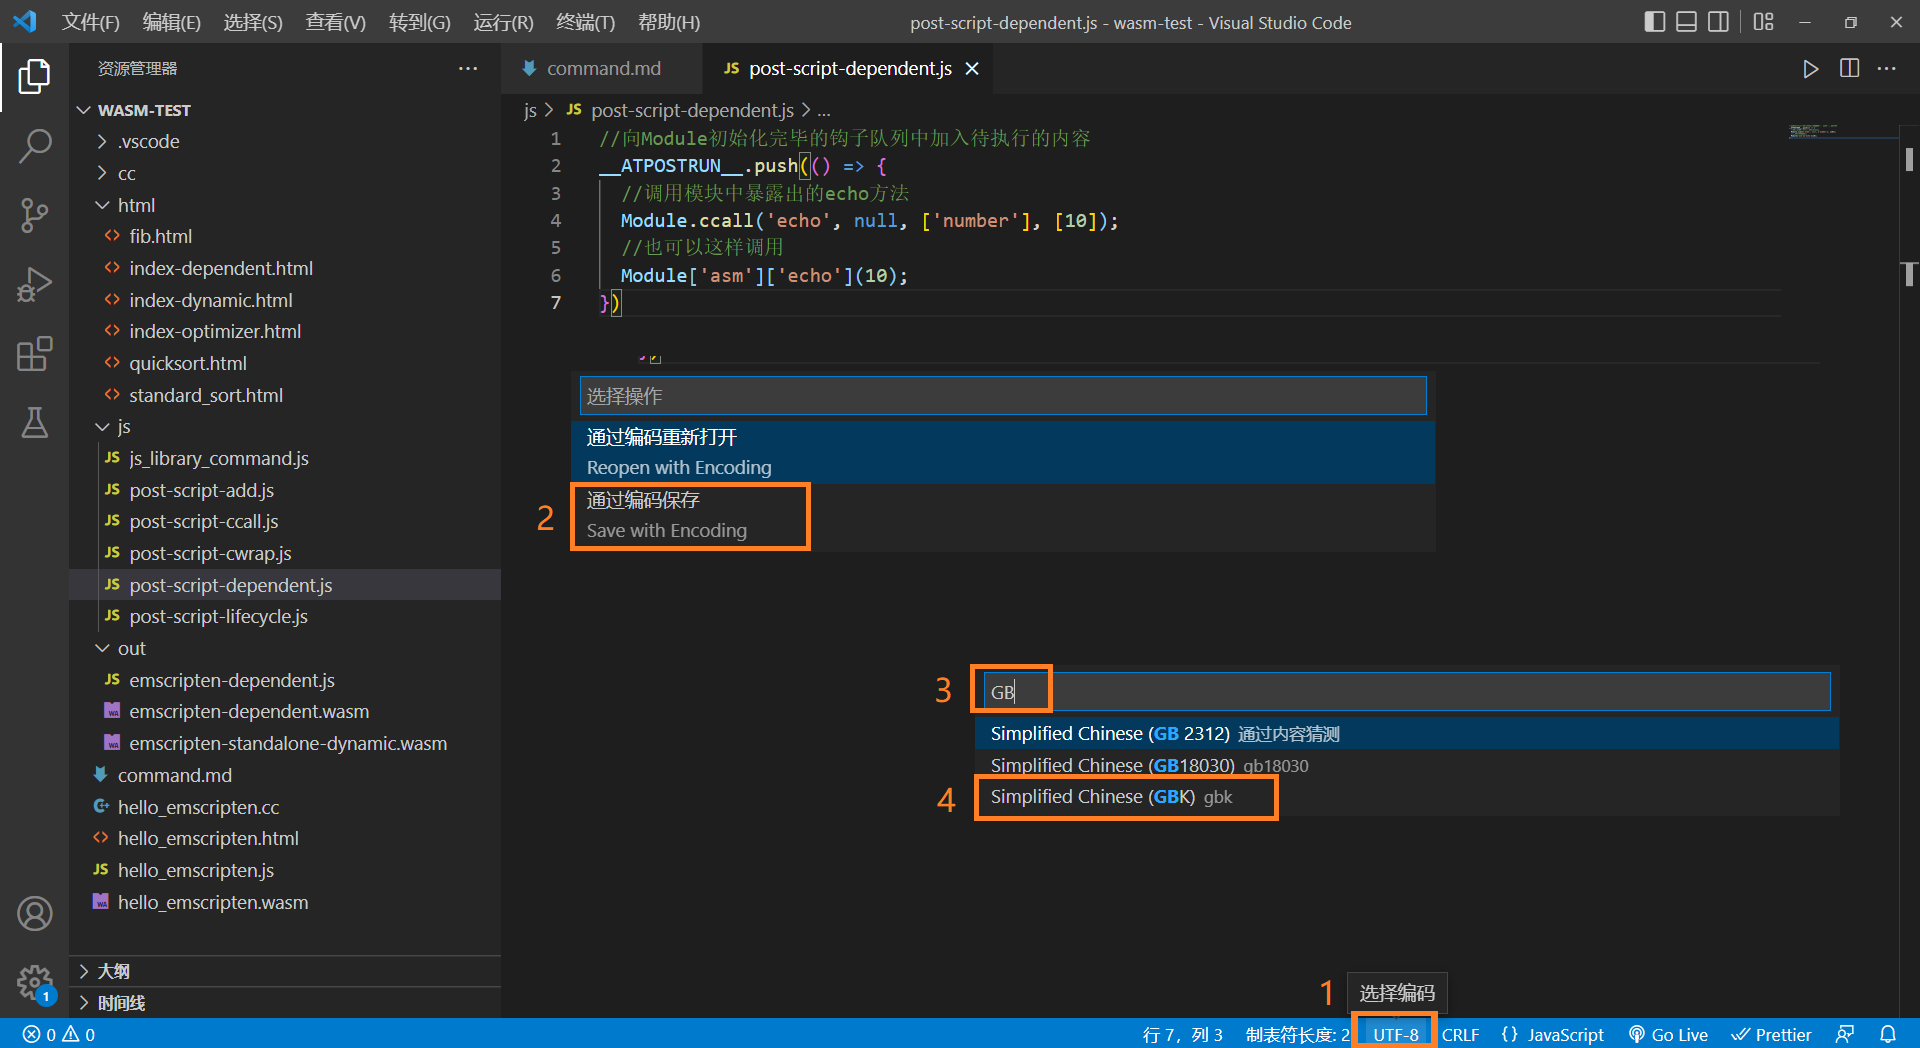 文件(F) 编辑(E) 选择(S) 查看(V) 转到(G) 运行(R) 终端(T) 帮助(H)
post-script-dependent.js - wasm-test - Visual Studio Code
资源管理器
WASM-TEST
.vscode
cc
html
fib.html
index-dependent.html
index-dynamic.html
index-optimizer.html
quicksort.html
standard_sort.html
js
JS js_library_command.js
JS post-script-add.js
JS post-script-ccall.js
JS post-script-cwrap.js
JS post-script-dependent.js
JS post-script-lifecycle.js
out
JS emscripten-dependent.js
WA emscripten-dependent.wasm
WA emscripten-standalone-dynamic.wasm
command.md
C+ hello_emscripten.cc
hello_emscripten.html
JS hello_emscripten.js
WA hello_emscripten.wasm
大纲
时间线
1
command.md
JS post-script-dependent.js
js > JS post-script-dependent.js > ...
1 //向Module初始化完毕的钩子队列中加入待执行的内容
2 __ATPOSTRUN__.push(() => {
3 //调用模块中暴露出的echo方法
4 Module.ccall('echo', null, ['number'], [10]);
5 //也可以这样调用
6 Module['asm']['echo'](10);
7 })
选择操作
通过编码重新打开
Reopen with Encoding
2
通过编码保存
Save with Encoding
3
GB
Simplified Chinese (GB 2312) 通过内容猜测
Simplified Chinese (GB18030) gb18030
4
Simplified Chinese (GBK) gbk
1
选择编码
0 0
行 7，列 3 制表符长度: 2 UTF-8 CRLF {} JavaScript Go Live Prettier